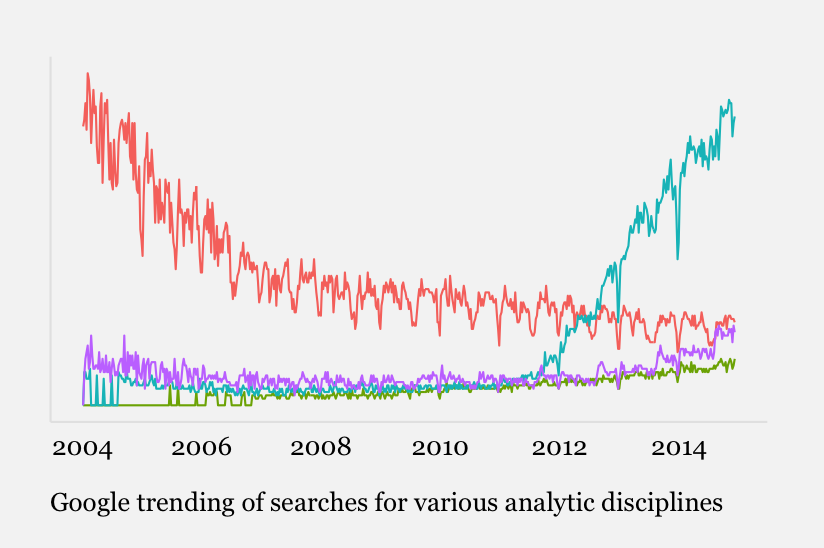 2004 2006 2008 2010 2012 2014
Google trending of searches for various analytic disciplines